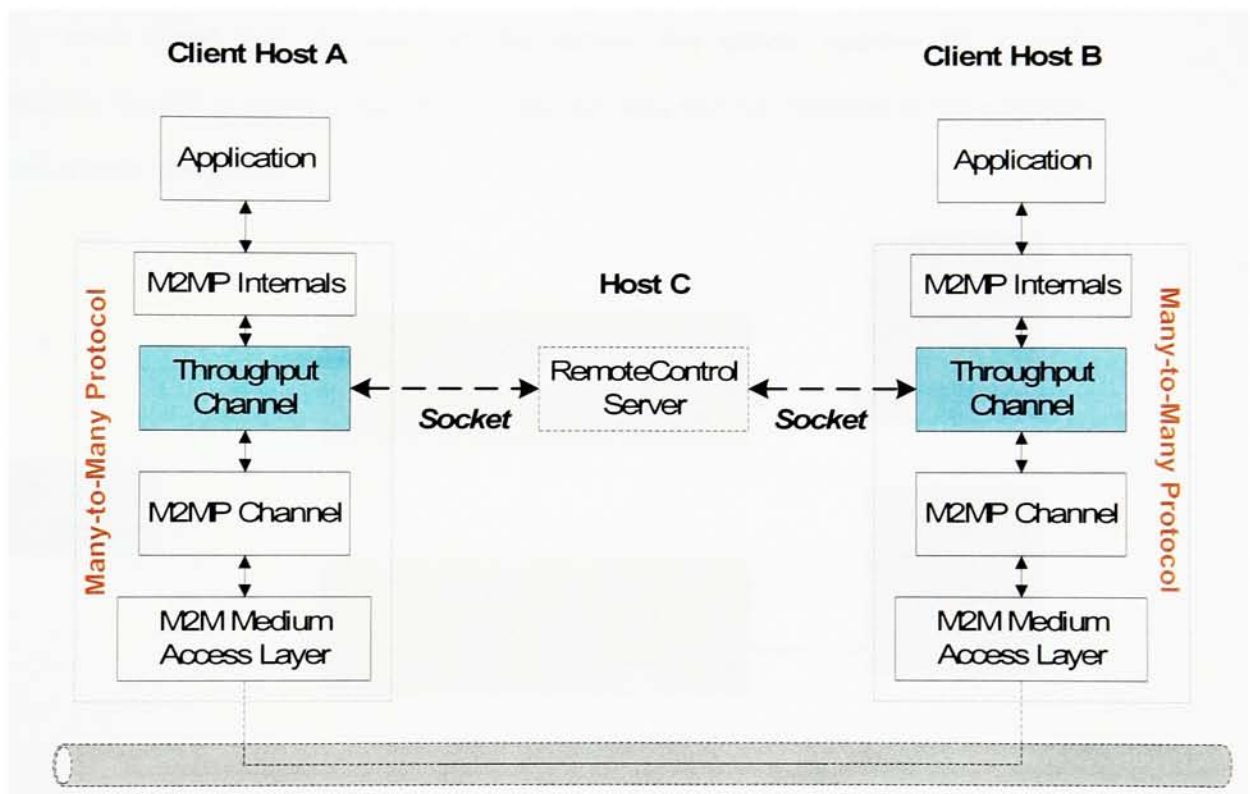 Client Host A
Client Host B
Application
Application
M2MP Internals
M2MP Internals
Host C
Many-to-Many Protocol
Many-to-Many Protocol
Throughput
Channel
RemoteControl
Server
Throughput
Channel
Socket
Socket
M2MP Channel
M2MP Channel
M2M Medium
Access Layer
M2M Medium
Access Layer